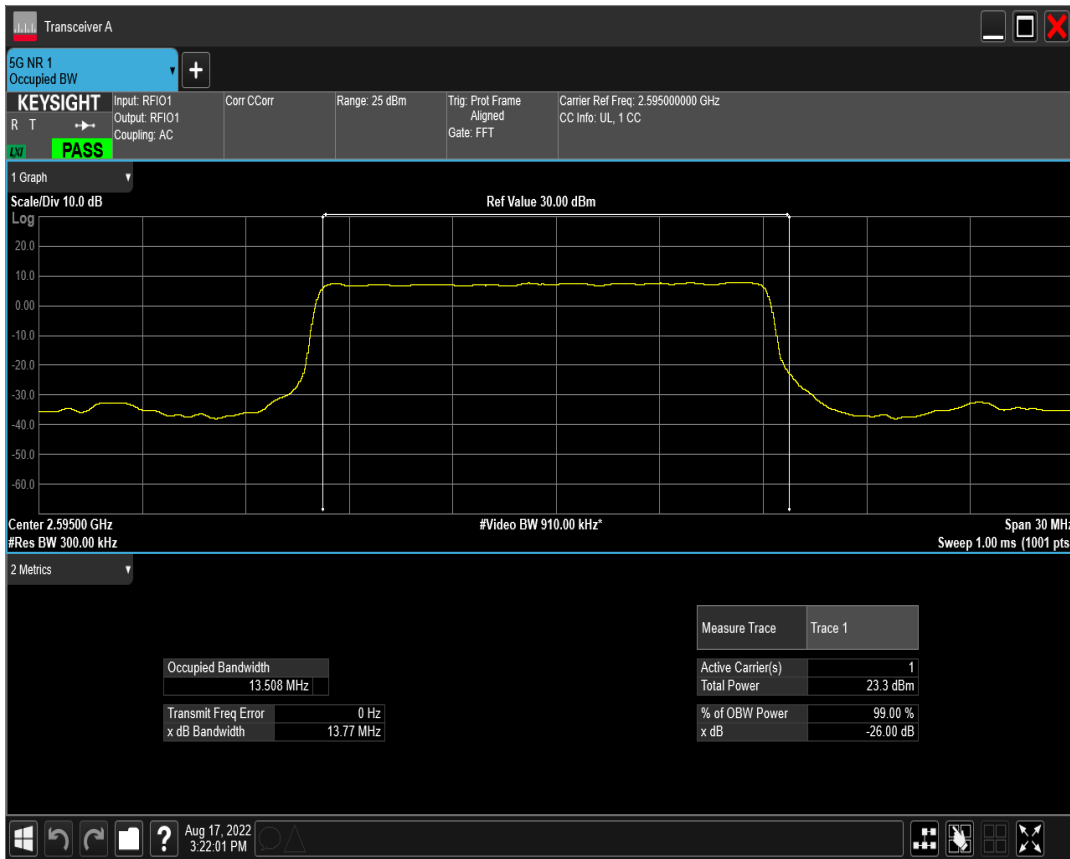 Transceiver A
5G NR 1
Occupied BW
+
KEYSIGHT
R T
LXI
PASS
Input: RFIO1
Output: RFIO1
Coupling: AC
Corr CCorr
Range: 25 dBm
Trig: Prot Frame
Aligned
Gate: FFT
Carrier Ref Freq: 2.595000000 GHz
CC Info: UL, 1 CC
1 Graph
Scale/Div 10.0 dB
Ref Value 30.00 dBm
Log
20.0
10.0
0.00
-10.0
-20.0
-30.0
-40.0
-50.0
-60.0
Center 2.59500 GHz
#Video BW 910.00 kHz*
Span 30 MHz
#Res BW 300.00 kHz
Sweep 1.00 ms (1001 pts
2 Metrics
Measure Trace Trace 1
Occupied Bandwidth
13.508 MHz
Active Carrier(s) 1
Total Power 23.3 dBm
Transmit Freq Error 0 Hz
x dB Bandwidth 13.77 MHz
% of OBW Power 99.00 %
x dB -26.00 dB
?
Aug 17, 2022
3:22:01 PM